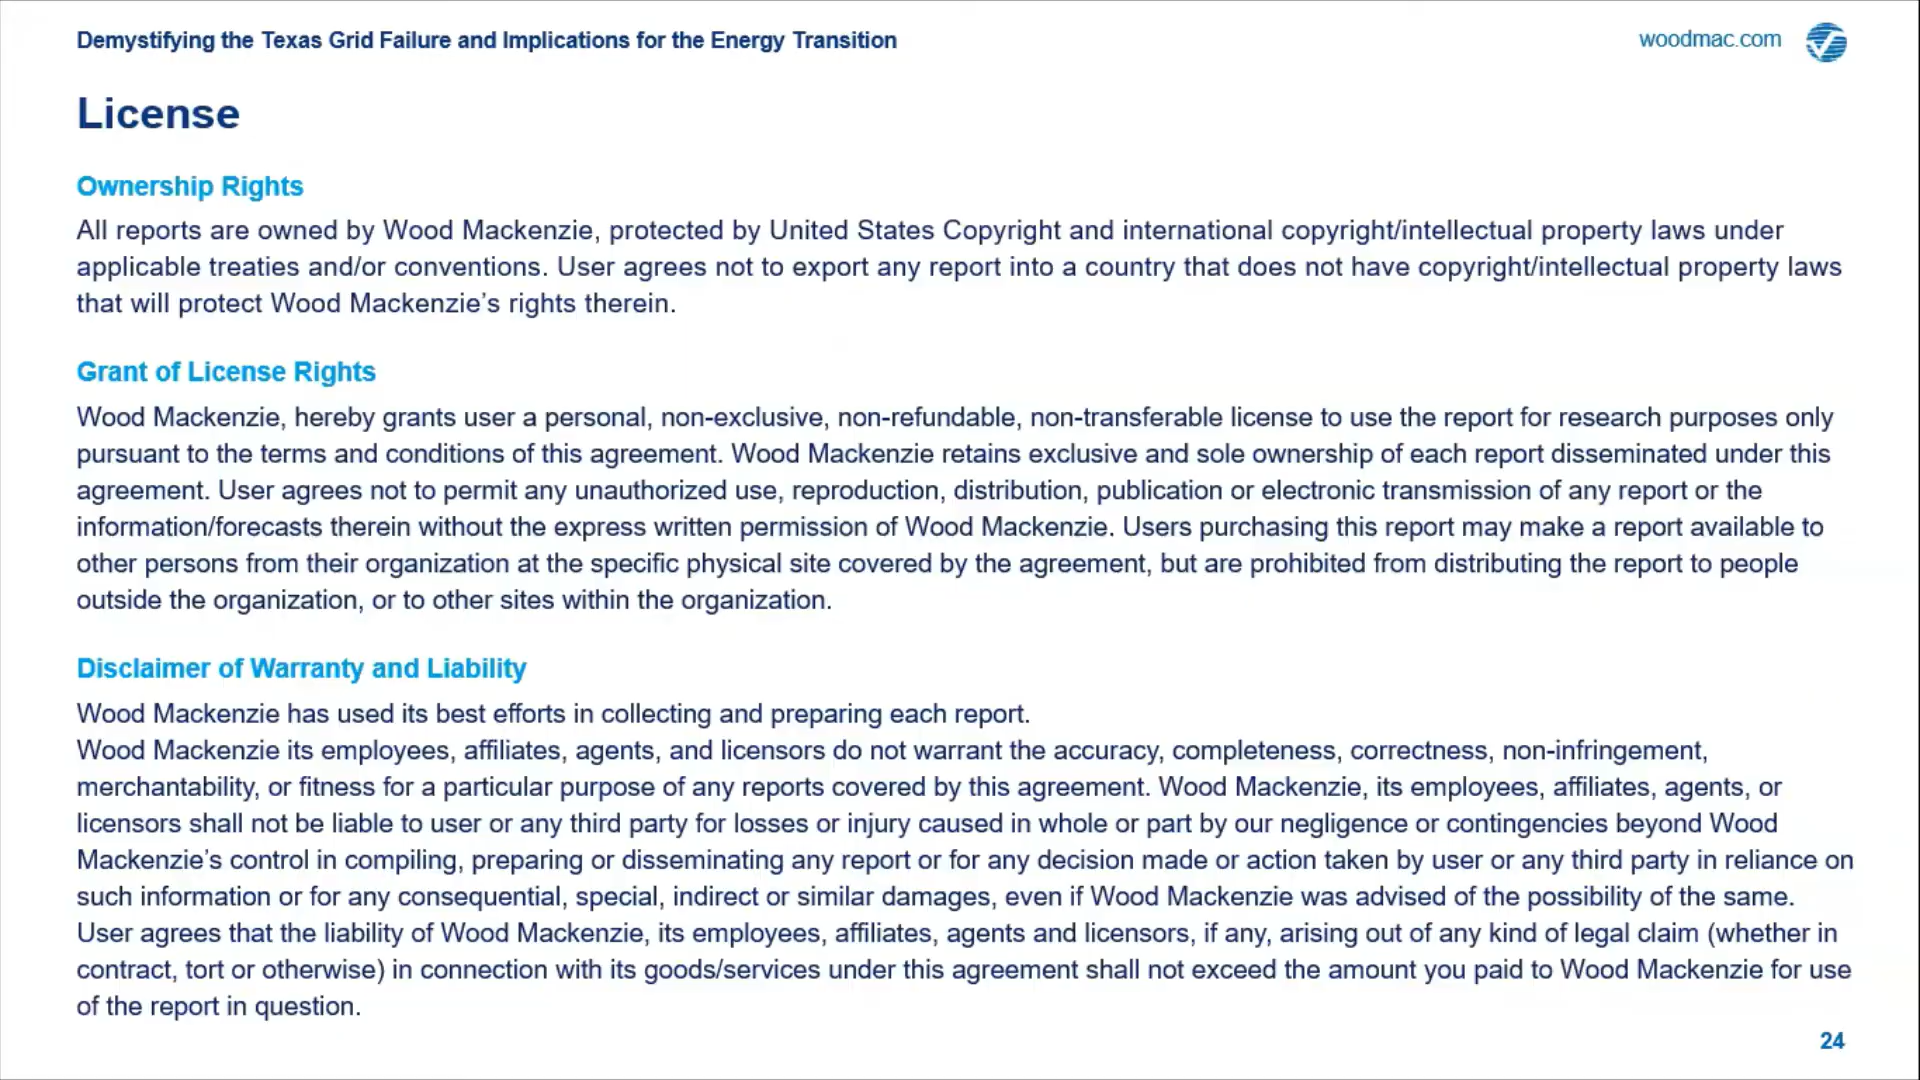 Demystifying the Texas Grid Failure and Implications for the Energy Transition
woodmac.com
License
Ownership Rights
All reports are owned by Wood Mackenzie, protected by United States Copyright and international copyright/intellectual property laws under
applicable treaties and/or conventions. User agrees not to export any report into a country that does not have copyright/intellectual property laws
that will protect Wood Mackenzie’s rights therein.
Grant of License Rights
Wood Mackenzie, hereby grants user a personal, non-exclusive, non-refundable, non-transferable license to use the report for research purposes only
pursuant to the terms and conditions of this agreement. Wood Mackenzie retains exclusive and sole ownership of each report disseminated under this
agreement. User agrees not to permit any unauthorized use, reproduction, distribution, publication or electronic transmission of any report or the
information/forecasts therein without the express written permission of Wood Mackenzie. Users purchasing this report may make a report available to
other persons from their organization at the specific physical site covered by the agreement, but are prohibited from distributing the report to people
outside the organization, or to other sites within the organization.
Disclaimer of Warranty and Liability
Wood Mackenzie has used its best efforts in collecting and preparing each report.
Wood Mackenzie its employees, affiliates, agents, and licensors do not warrant the accuracy, completeness, correctness, non-infringement,
merchantability, or fitness for a particular purpose of any reports covered by this agreement. Wood Mackenzie, its employees, affiliates, agents, or
licensors shall not be liable to user or any third party for losses or injury caused in whole or part by our negligence or contingencies beyond Wood
Mackenzie’s control in compiling, preparing or disseminating any report or for any decision made or action taken by user or any third party in reliance on
such information or for any consequential, special, indirect or similar damages, even if Wood Mackenzie was advised of the possibility of the same.
User agrees that the liability of Wood Mackenzie, its employees, affiliates, agents and licensors, if any, arising out of any kind of legal claim (whether in
contract, tort or otherwise) in connection with its goods/services under this agreement shall not exceed the amount you paid to Wood Mackenzie for use
of the report in question.
24